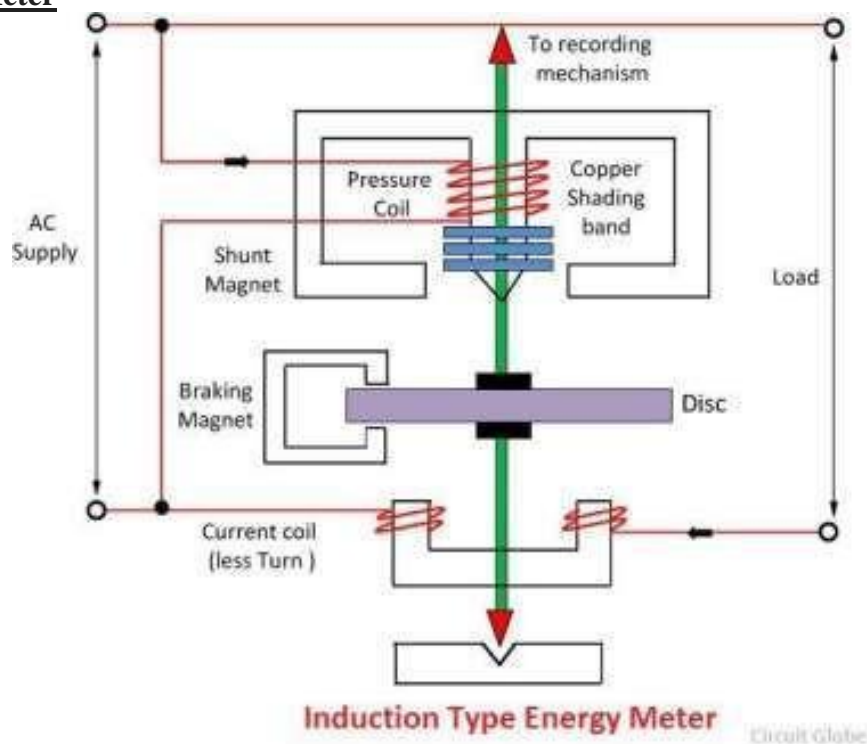 To recording
mechanism
Pressure
Coil
Copper
Shading
band
AC
Supply
Shunt
Magnet
Load
Braking
Magnet
Disc
Current coil
(less Turn )
Induction Type Energy Meter
Circuit Globe